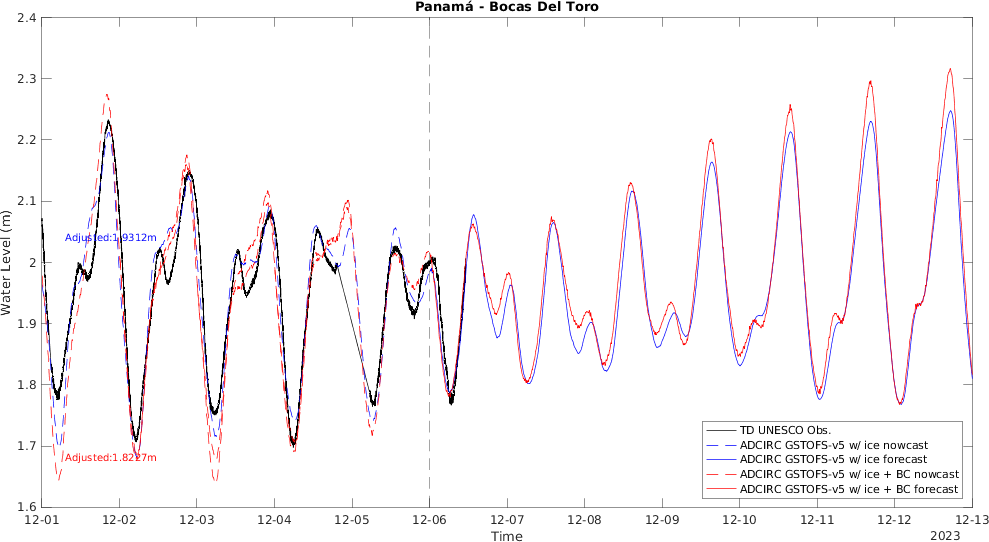 Panamá - Bocas Del Toro
2.4
2.3
2.2
2.1
2
1.9
1.8
1.7
1.6
Water Level (m)
Adjusted:1.9312m
Adjusted:1.8227m
TD UNESCO Obs.
ADCIRC GSTOFS-v5 w/ ice nowcast
ADCIRC GSTOFS-v5 w/ ice forecast
ADCIRC GSTOFS-v5 w/ ice + BC nowcast
ADCIRC GSTOFS-v5 w/ ice + BC forecast
12-01 12-02 12-03 12-04 12-05 12-06 12-07 12-08 12-09 12-10 12-11 12-12 12-13
Time
2023